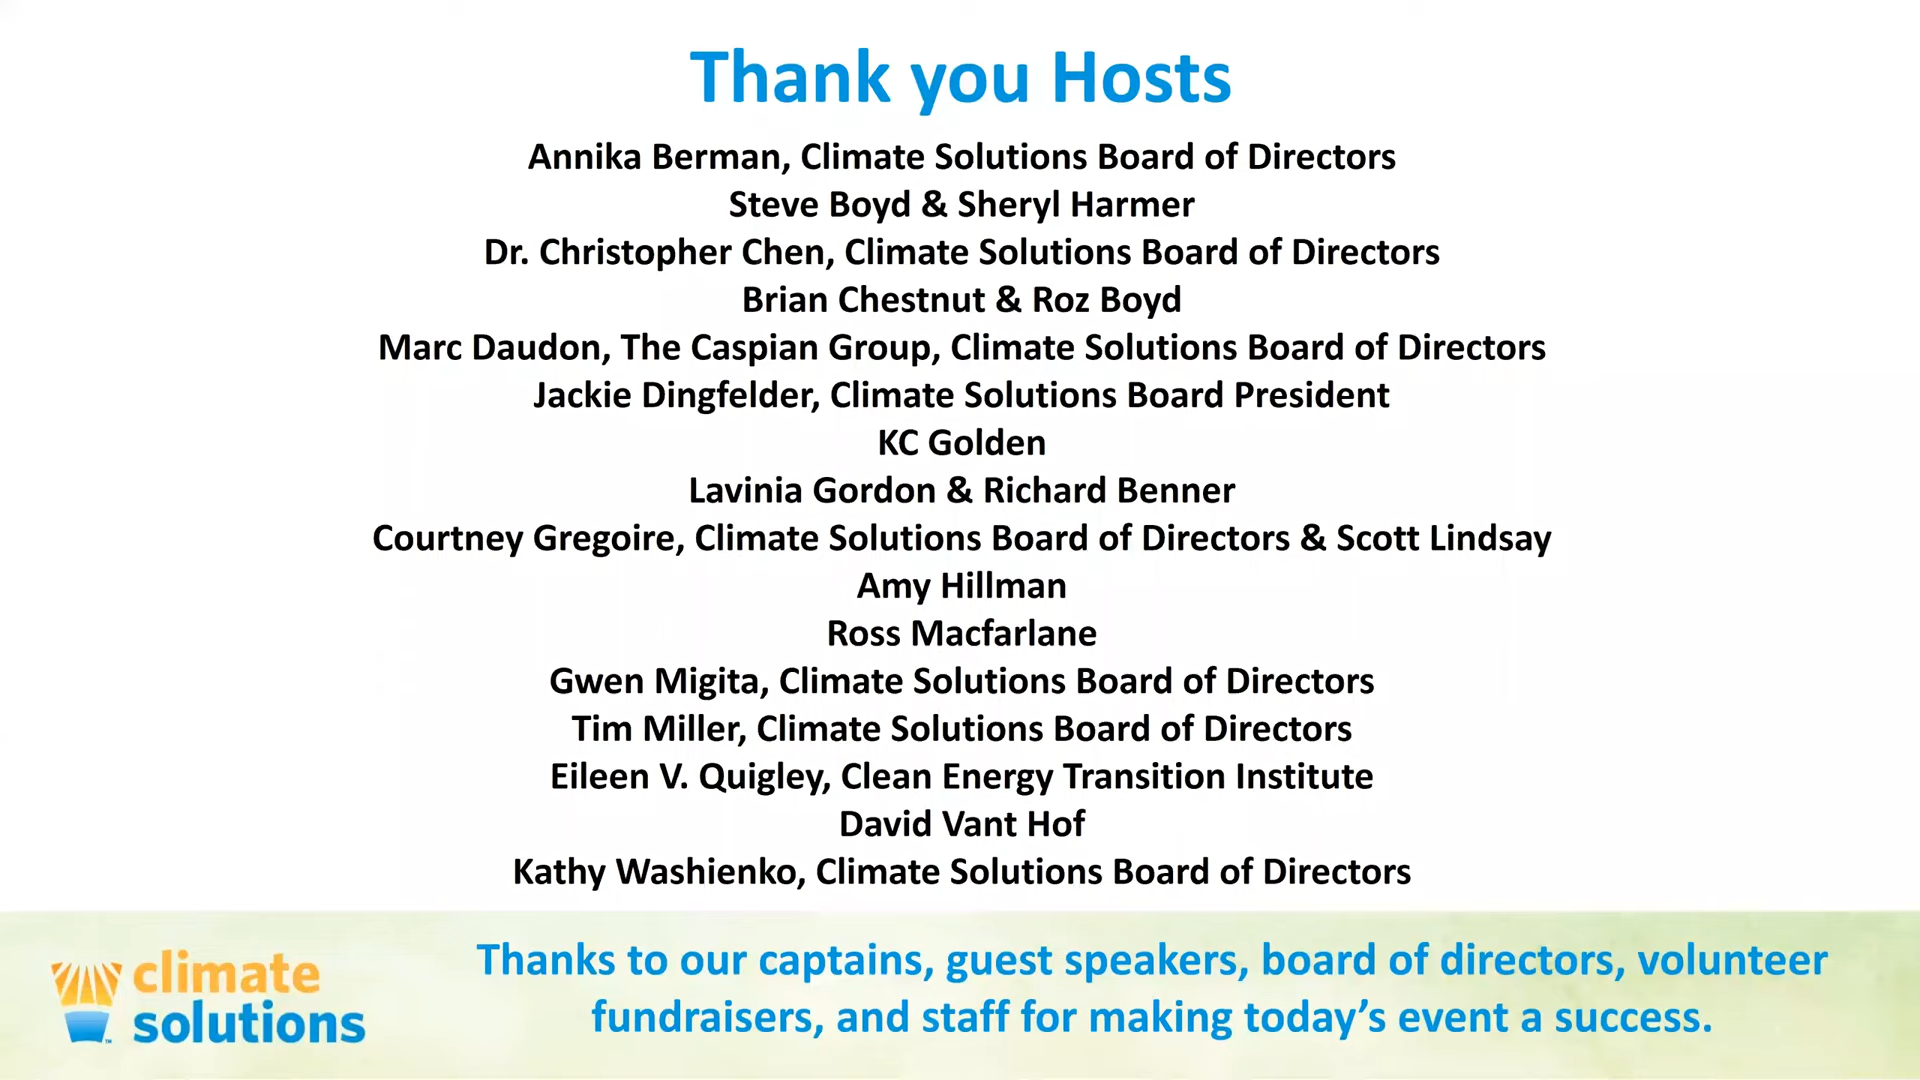 Thank you Hosts
Annika Berman, Climate Solutions Board of Directors
Steve Boyd & Sheryl Harmer
Dr. Christopher Chen, Climate Solutions Board of Directors
Brian Chestnut & Roz Boyd
Marc Daudon, The Caspian Group, Climate Solutions Board of Directors
Jackie Dingfelder, Climate Solutions Board President
KC Golden
Lavinia Gordon & Richard Benner
Courtney Gregoire, Climate Solutions Board of Directors & Scott Lindsay
Amy Hillman
Ross Macfarlane
Gwen Migita, Climate Solutions Board of Directors
Tim Miller, Climate Solutions Board of Directors
Eileen V. Quigley, Clean Energy Transition Institute
David Vant Hof
Kathy Washienko, Climate Solutions Board of Directors
climate
solutions
™
Thanks to our captains, guest speakers, board of directors, volunteer
fundraisers, and staff for making today’s event a success.